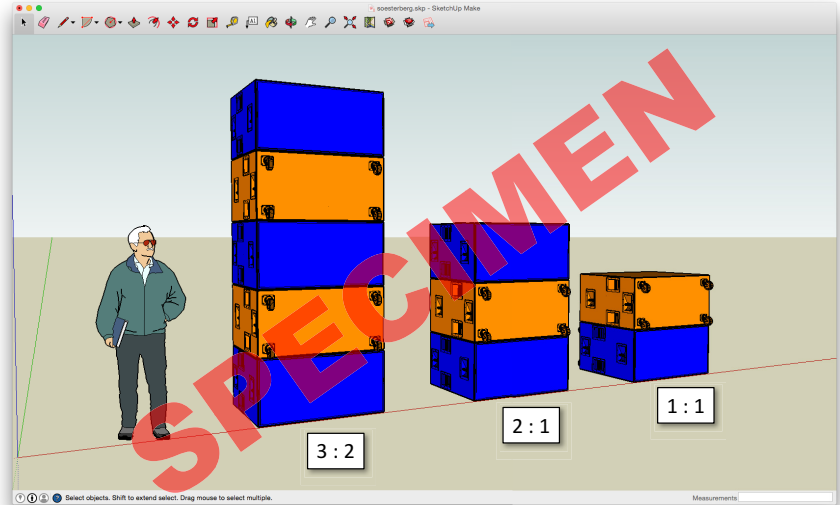 soesterberg.skp - SketchUp Make
A1
SPECIMEN
3 : 2
2 : 1
1 : 1
Select objects. Shift to extend select. Drag mouse to select multiple.
Measurements